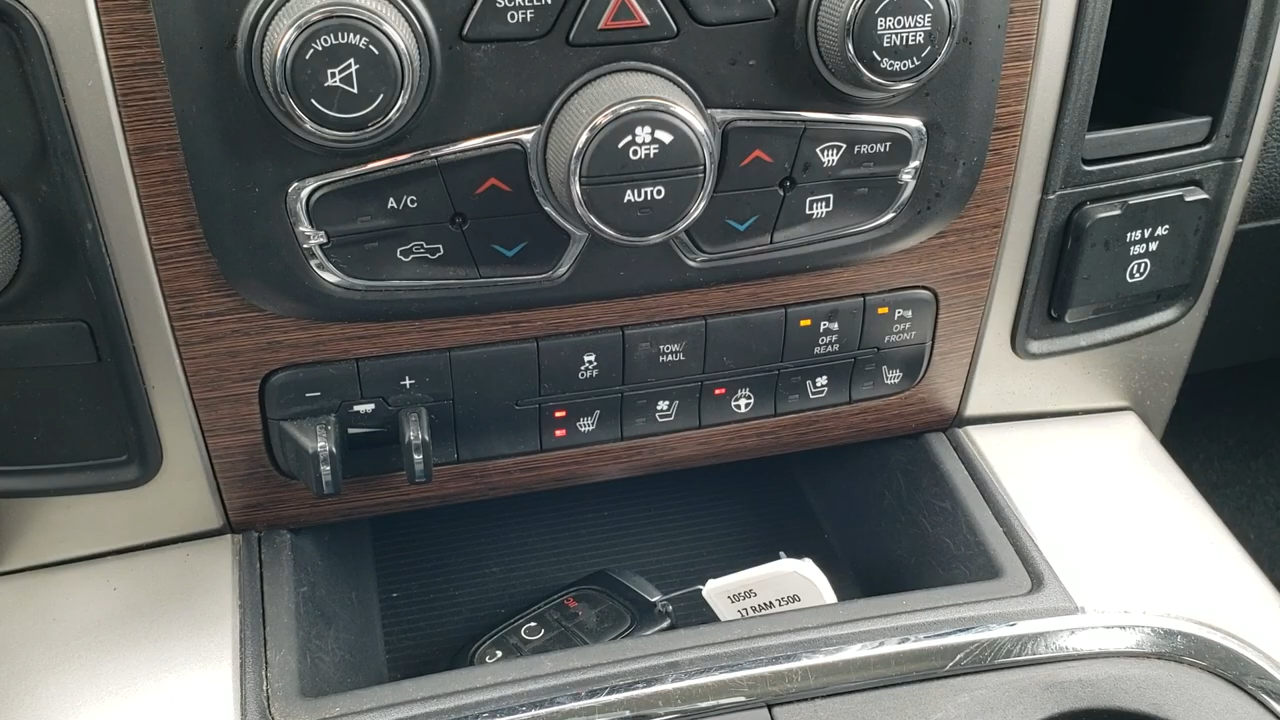 SCREEN
OFF
VOLUME
BROWSE
ENTER
SCROLL
OFF
AUTO
A/C
FRONT
115 V AC
150 W
− +
OFF
TOW/
HAUL
P
OFF
REAR
P
OFF
FRONT
10505
17 RAM 2500